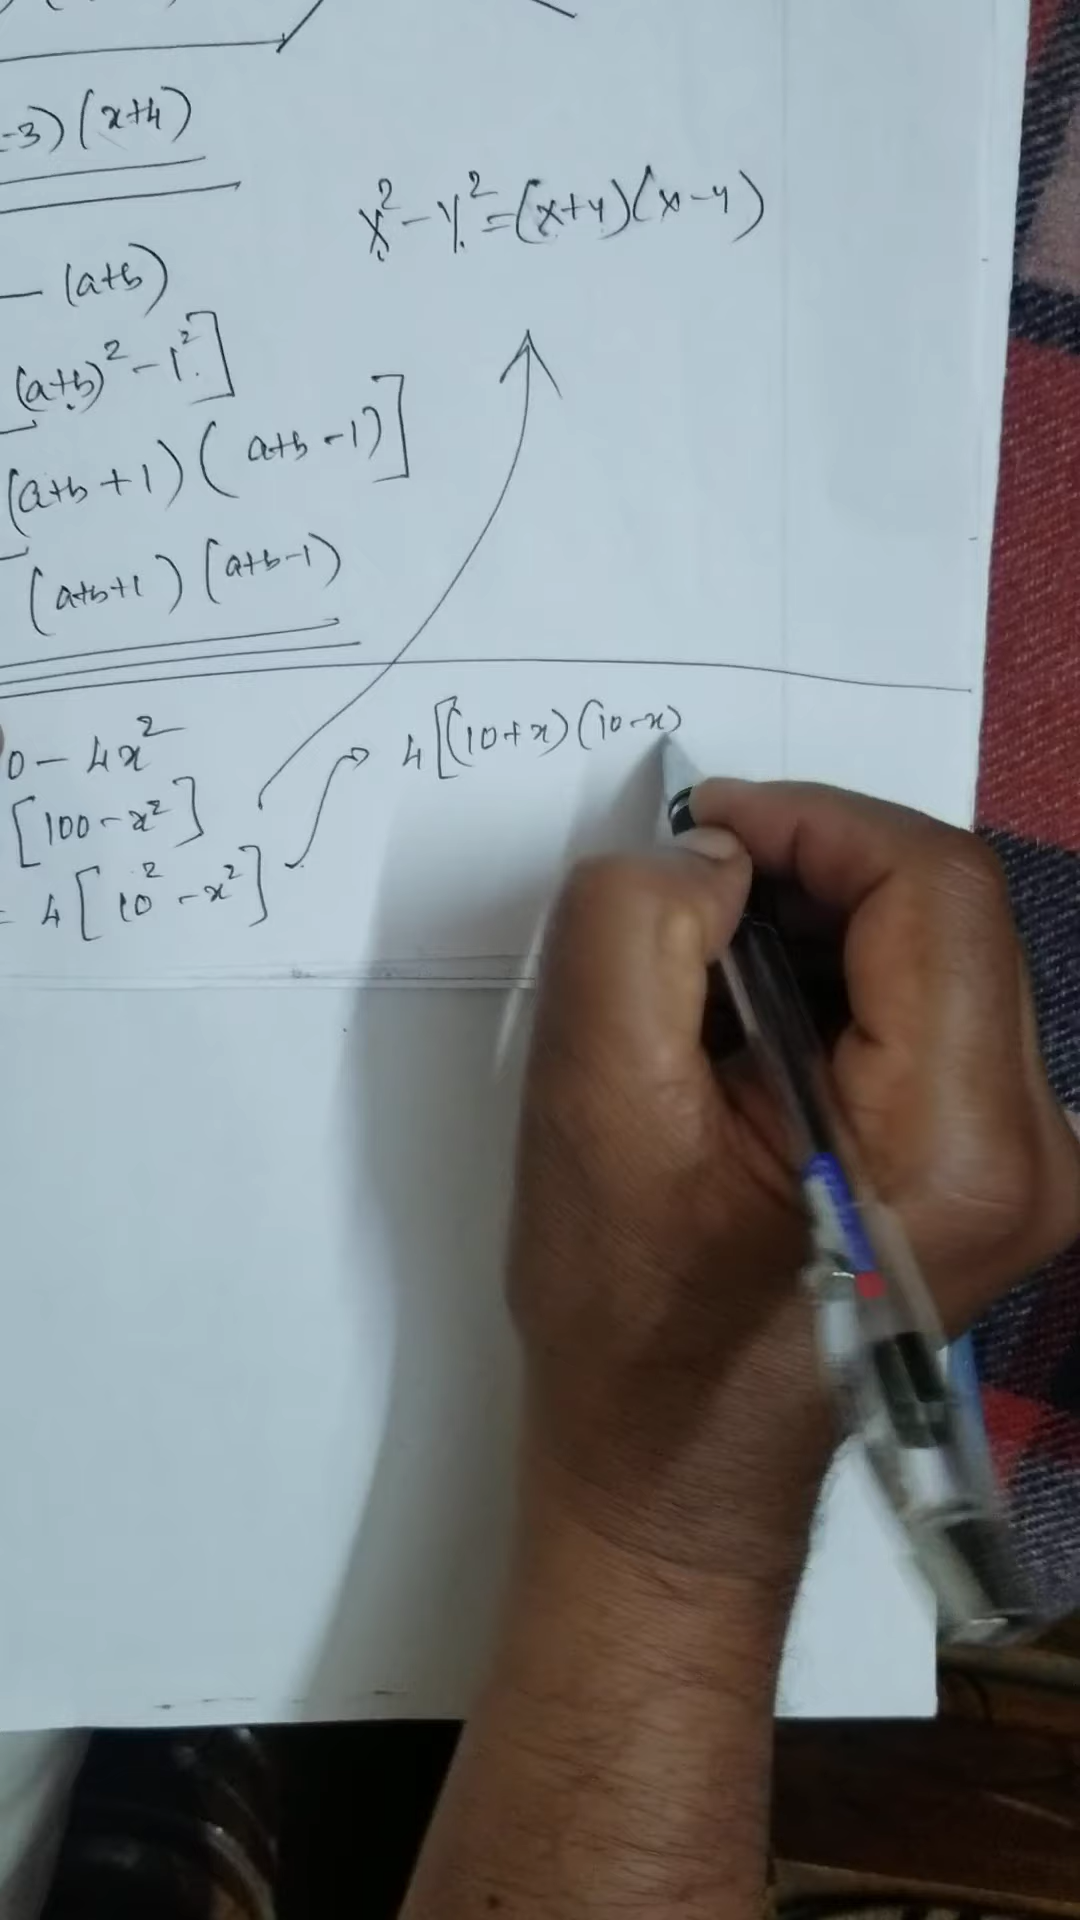 -3)(x+4)
x²-y²=(x+y)(x-y)
— (a+b)
(a+b)²-1²]
(a+b+1)(a+b-1)]
(a+b+1)(a+b-1)
0-4x²
4[(10+x)(10-x)
[100-x²]
= 4[10²-x²]